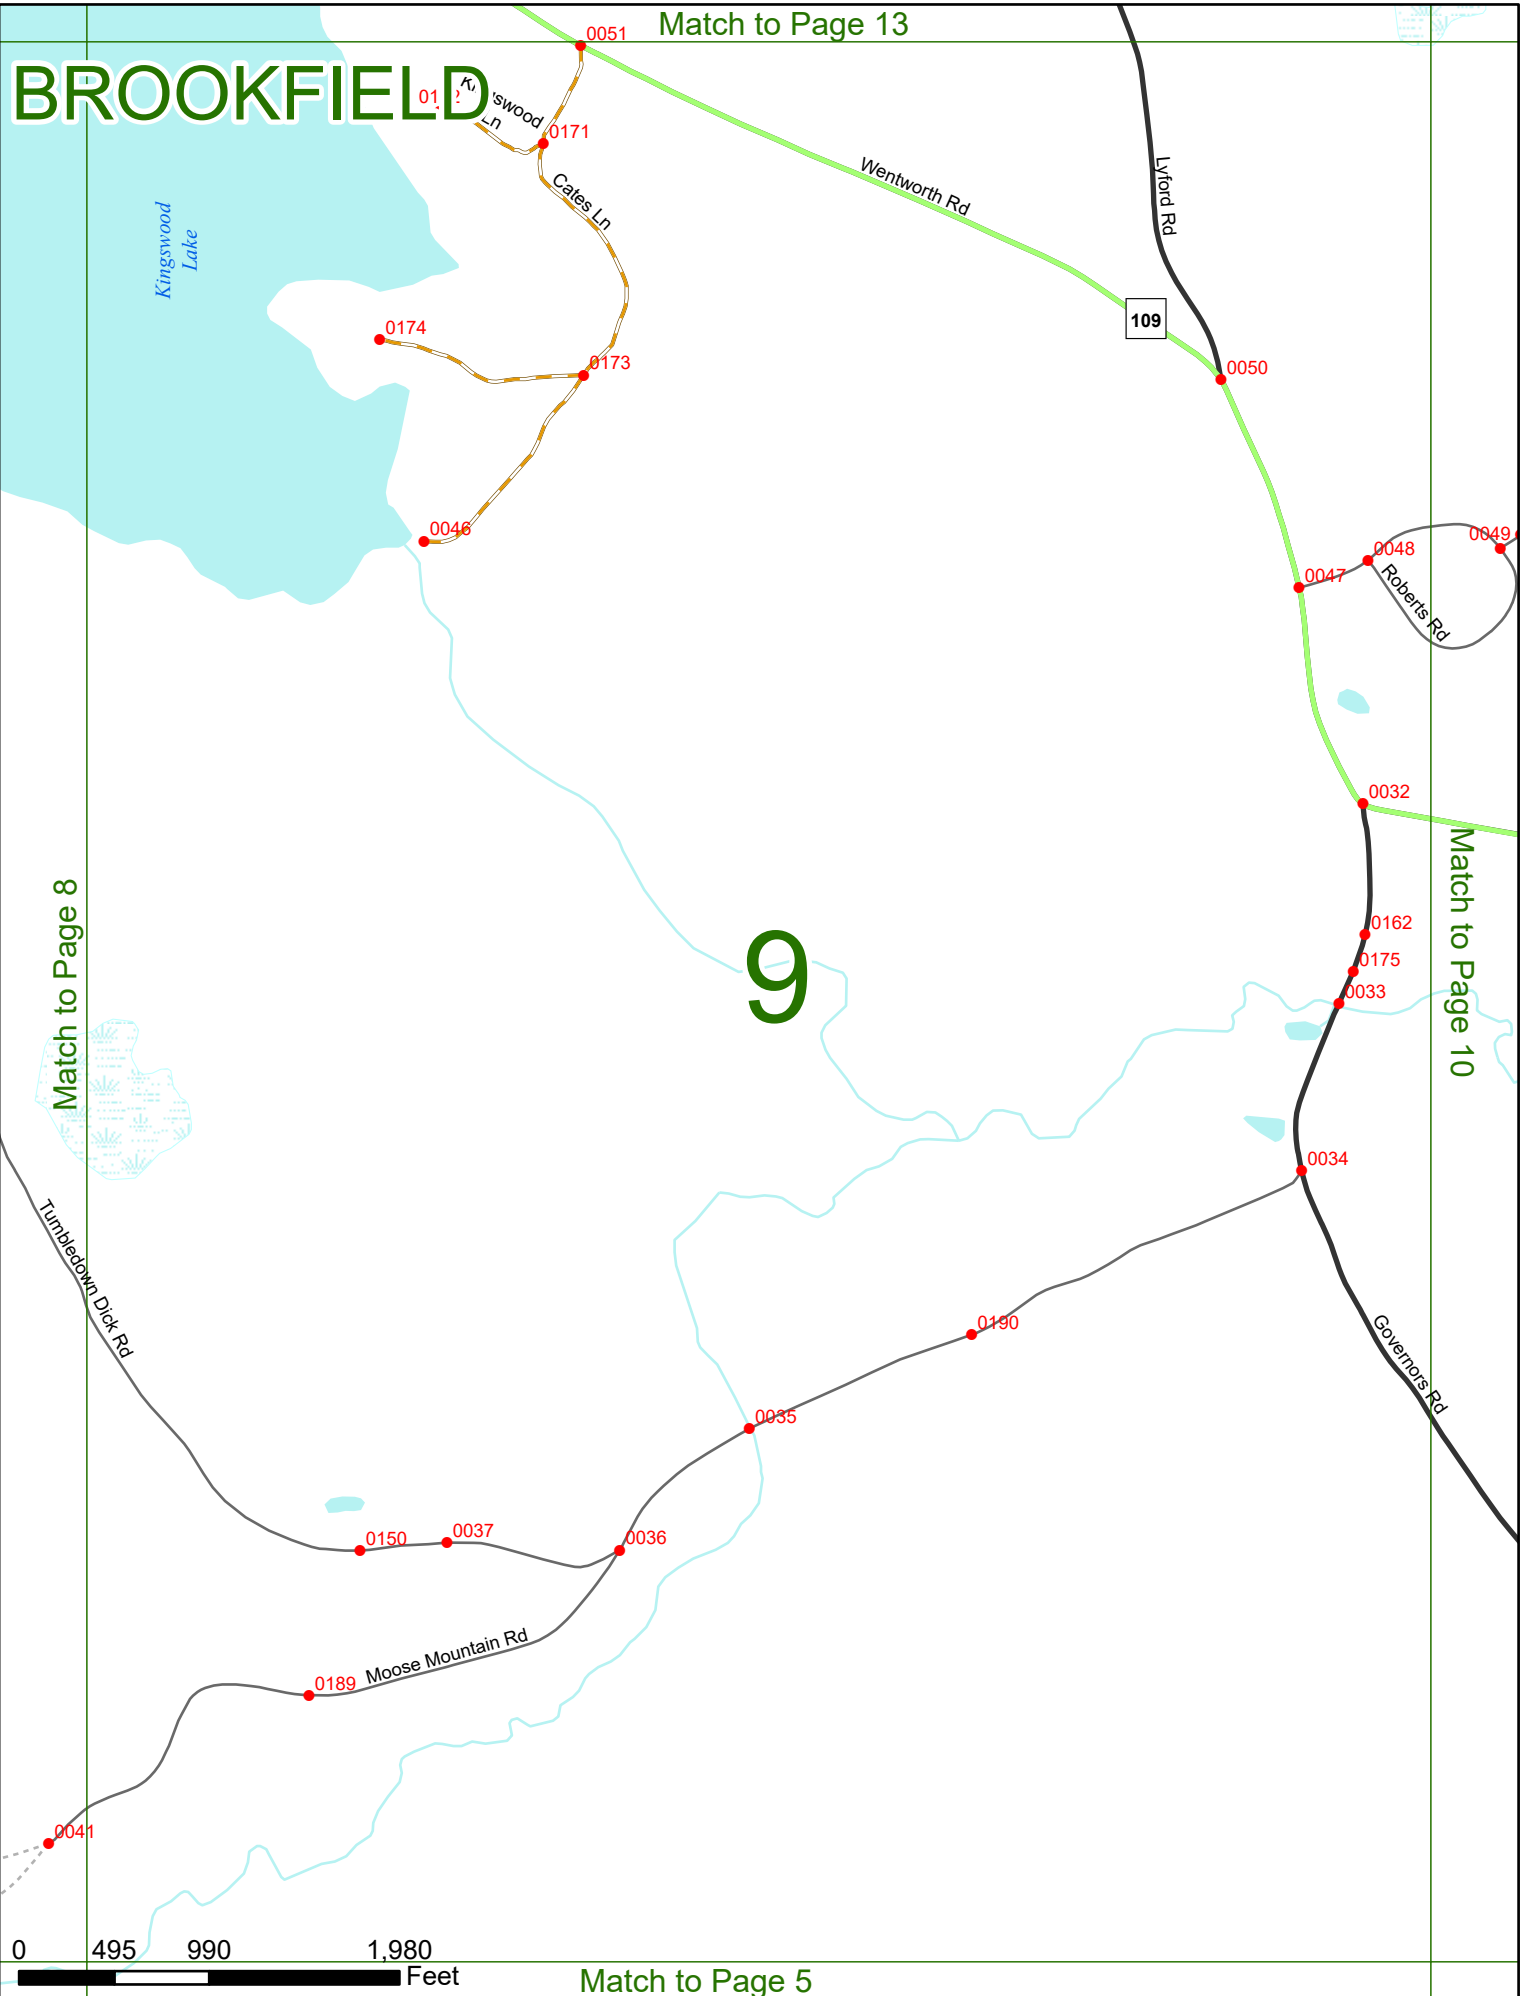 Match to Page 13
BROOKFIELD
0051
Ln
0171
Cates Ln
Wentworth Rd
Lyford Rd
Kingswood
Lake
109
0174
0173
0050
0046
0049
0048
0047
Roberts Rd
0032
Match to Page 8
9
0162
0175
0033
Match to Page 10
0034
Tumbledown Dick Rd
0190
Governors Rd
0035
0150
0037
0036
Moose Mountain Rd
0189
0041
0 495 990 1,980
Feet
Match to Page 5